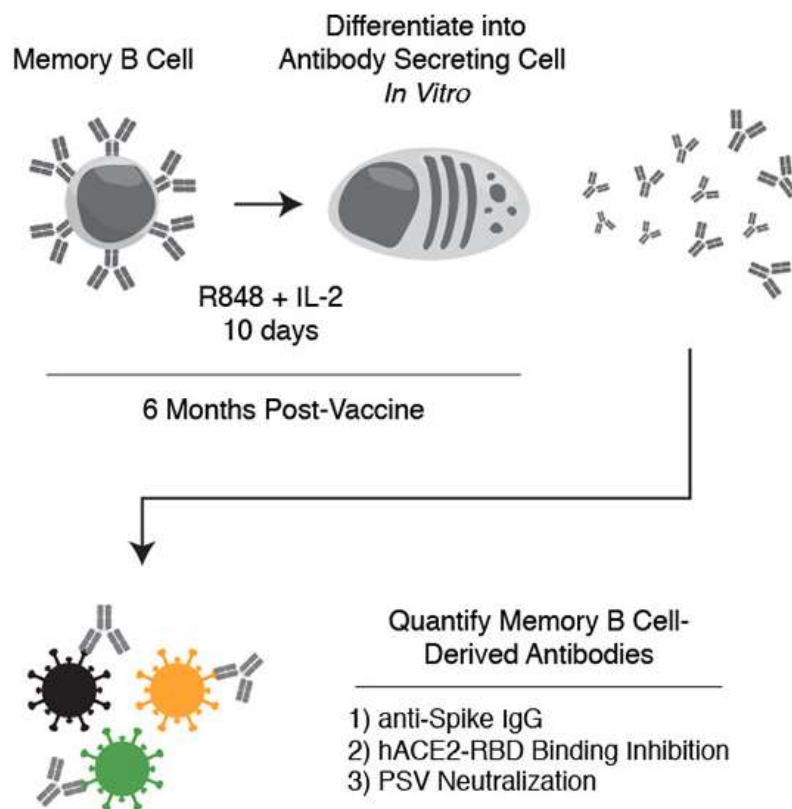 Memory B Cell
Differentiate into
Antibody Secreting Cell
In Vitro
R848 + IL-2
10 days
6 Months Post-Vaccine
Quantify Memory B Cell-
Derived Antibodies
1) anti-Spike IgG
2) hACE2-RBD Binding Inhibition
3) PSV Neutralization